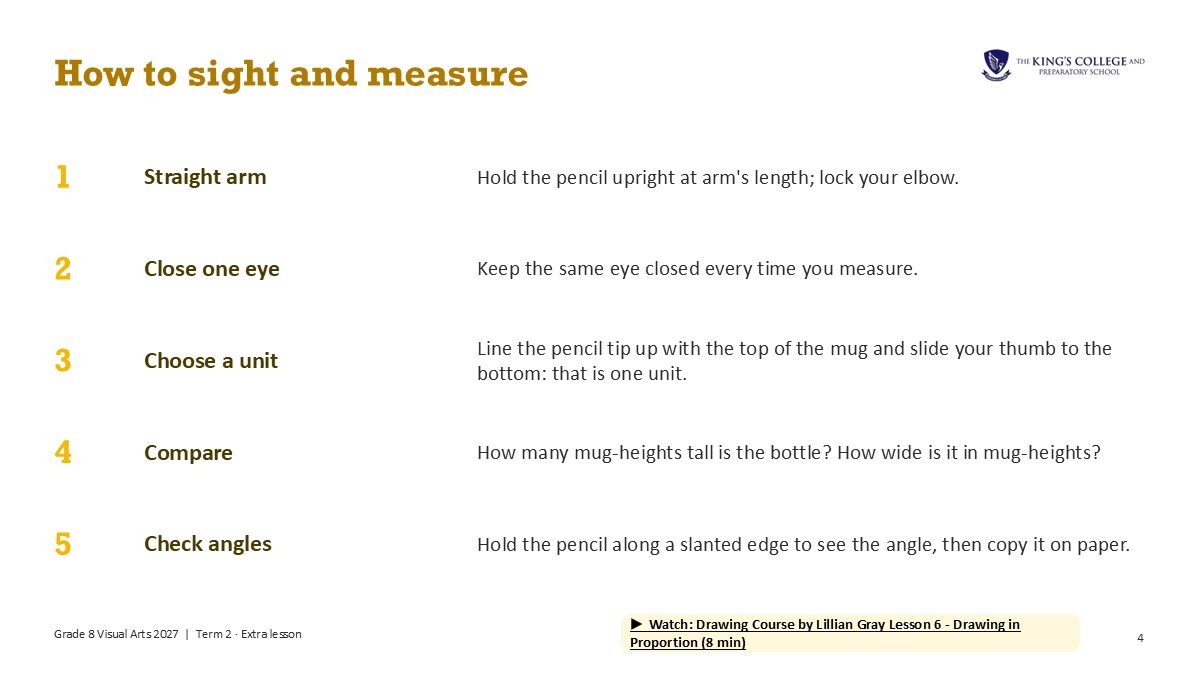 How to sight and measure
THE KING'S COLLEGE AND
PREPARATORY SCHOOL
1 Straight arm Hold the pencil upright at arm's length; lock your elbow.
2 Close one eye Keep the same eye closed every time you measure.
3 Choose a unit Line the pencil tip up with the top of the mug and slide your thumb to the
bottom: that is one unit.
4 Compare How many mug-heights tall is the bottle? How wide is it in mug-heights?
5 Check angles Hold the pencil along a slanted edge to see the angle, then copy it on paper.
Grade 8 Visual Arts 2027 | Term 2 · Extra lesson
▶ Watch: Drawing Course by Lillian Gray Lesson 6 - Drawing in
Proportion (8 min)
4